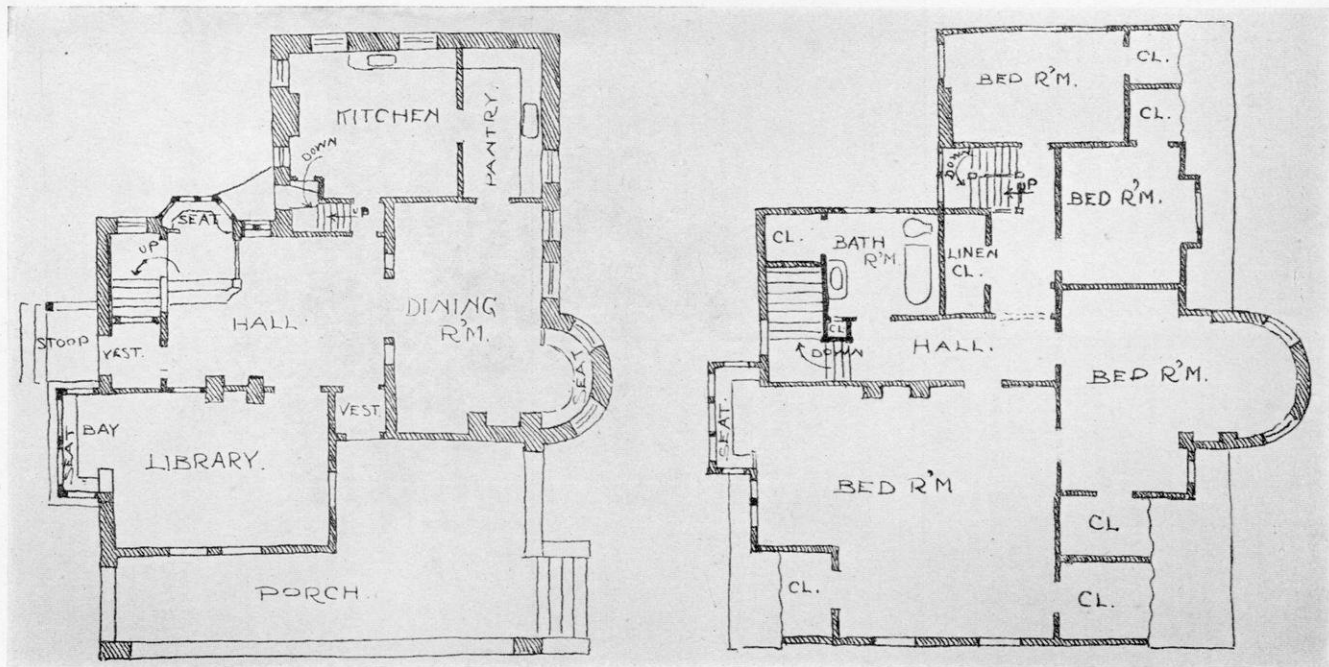 KITCHEN
PANTRY.
DOWN
UP
SEAT
UP
HALL
DINING
R'M.
SEAT
STOOP
VEST.
VEST.
SEAT
BAY
LIBRARY.
PORCH.
BED R'M.
CL.
CL.
DOWN
UP
BED R'M.
CL.
BATH
R'M
LINEN
CL.
CL
DOWN
HALL.
BED R'M.
SEAT.
BED R'M
CL
CL.
CL.